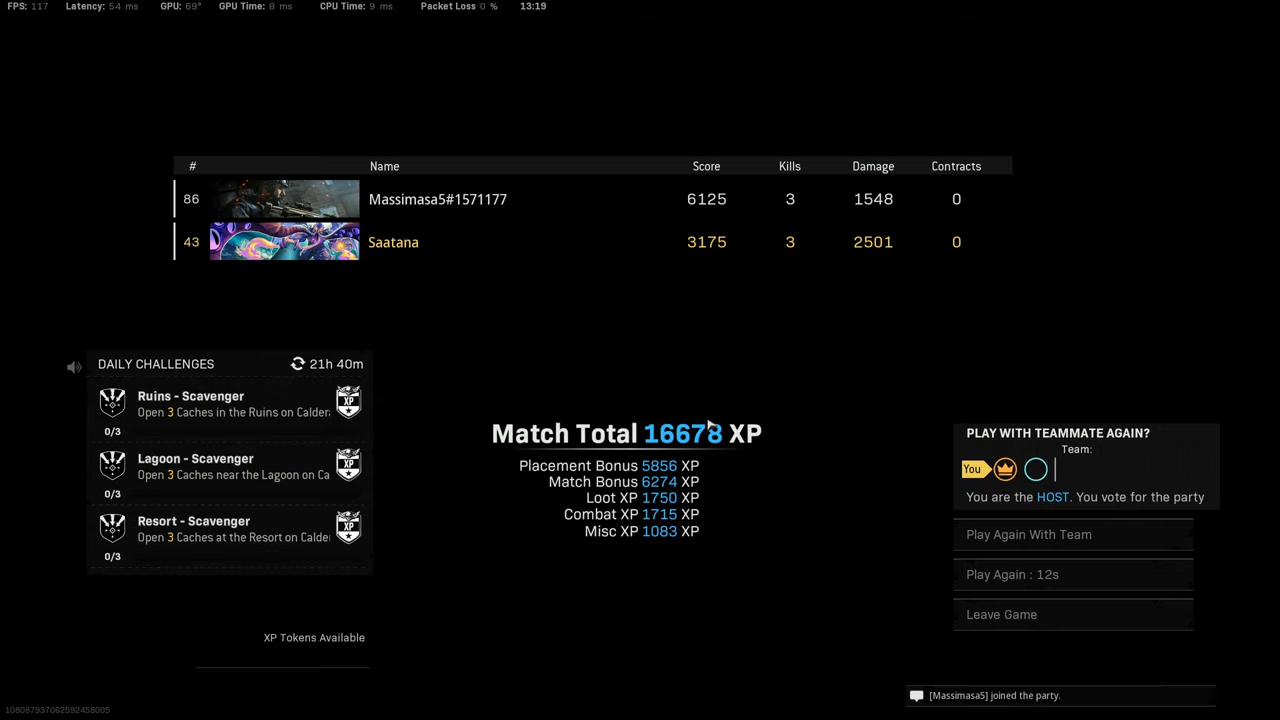 FPS: 117 Latency: 54 ms GPU: 69° GPU Time: 8 ms CPU Time: 9 ms Packet Loss 0 % 13:19
# Name Score Kills Damage Contracts
86 Massimasa5#1571177 6125 3 1548 0
43 Saatana 3175 3 2501 0
DAILY CHALLENGES 21h 40m
Ruins - Scavenger XP
Open 3 Caches in the Ruins on Caldera
0/3
Lagoon - Scavenger XP
Open 3 Caches near the Lagoon on Ca
0/3
Resort - Scavenger XP
Open 3 Caches at the Resort on Calde
0/3
XP Tokens Available
Match Total 16678 XP
Placement Bonus 5856 XP
Match Bonus 6274 XP
Loot XP 1750 XP
Combat XP 1715 XP
Misc XP 1083 XP
PLAY WITH TEAMMATE AGAIN?
Team:
You
You are the HOST. You vote for the party
Play Again With Team
Play Again : 12s
Leave Game
[Massimasa5] joined the party.
108087937062592458005